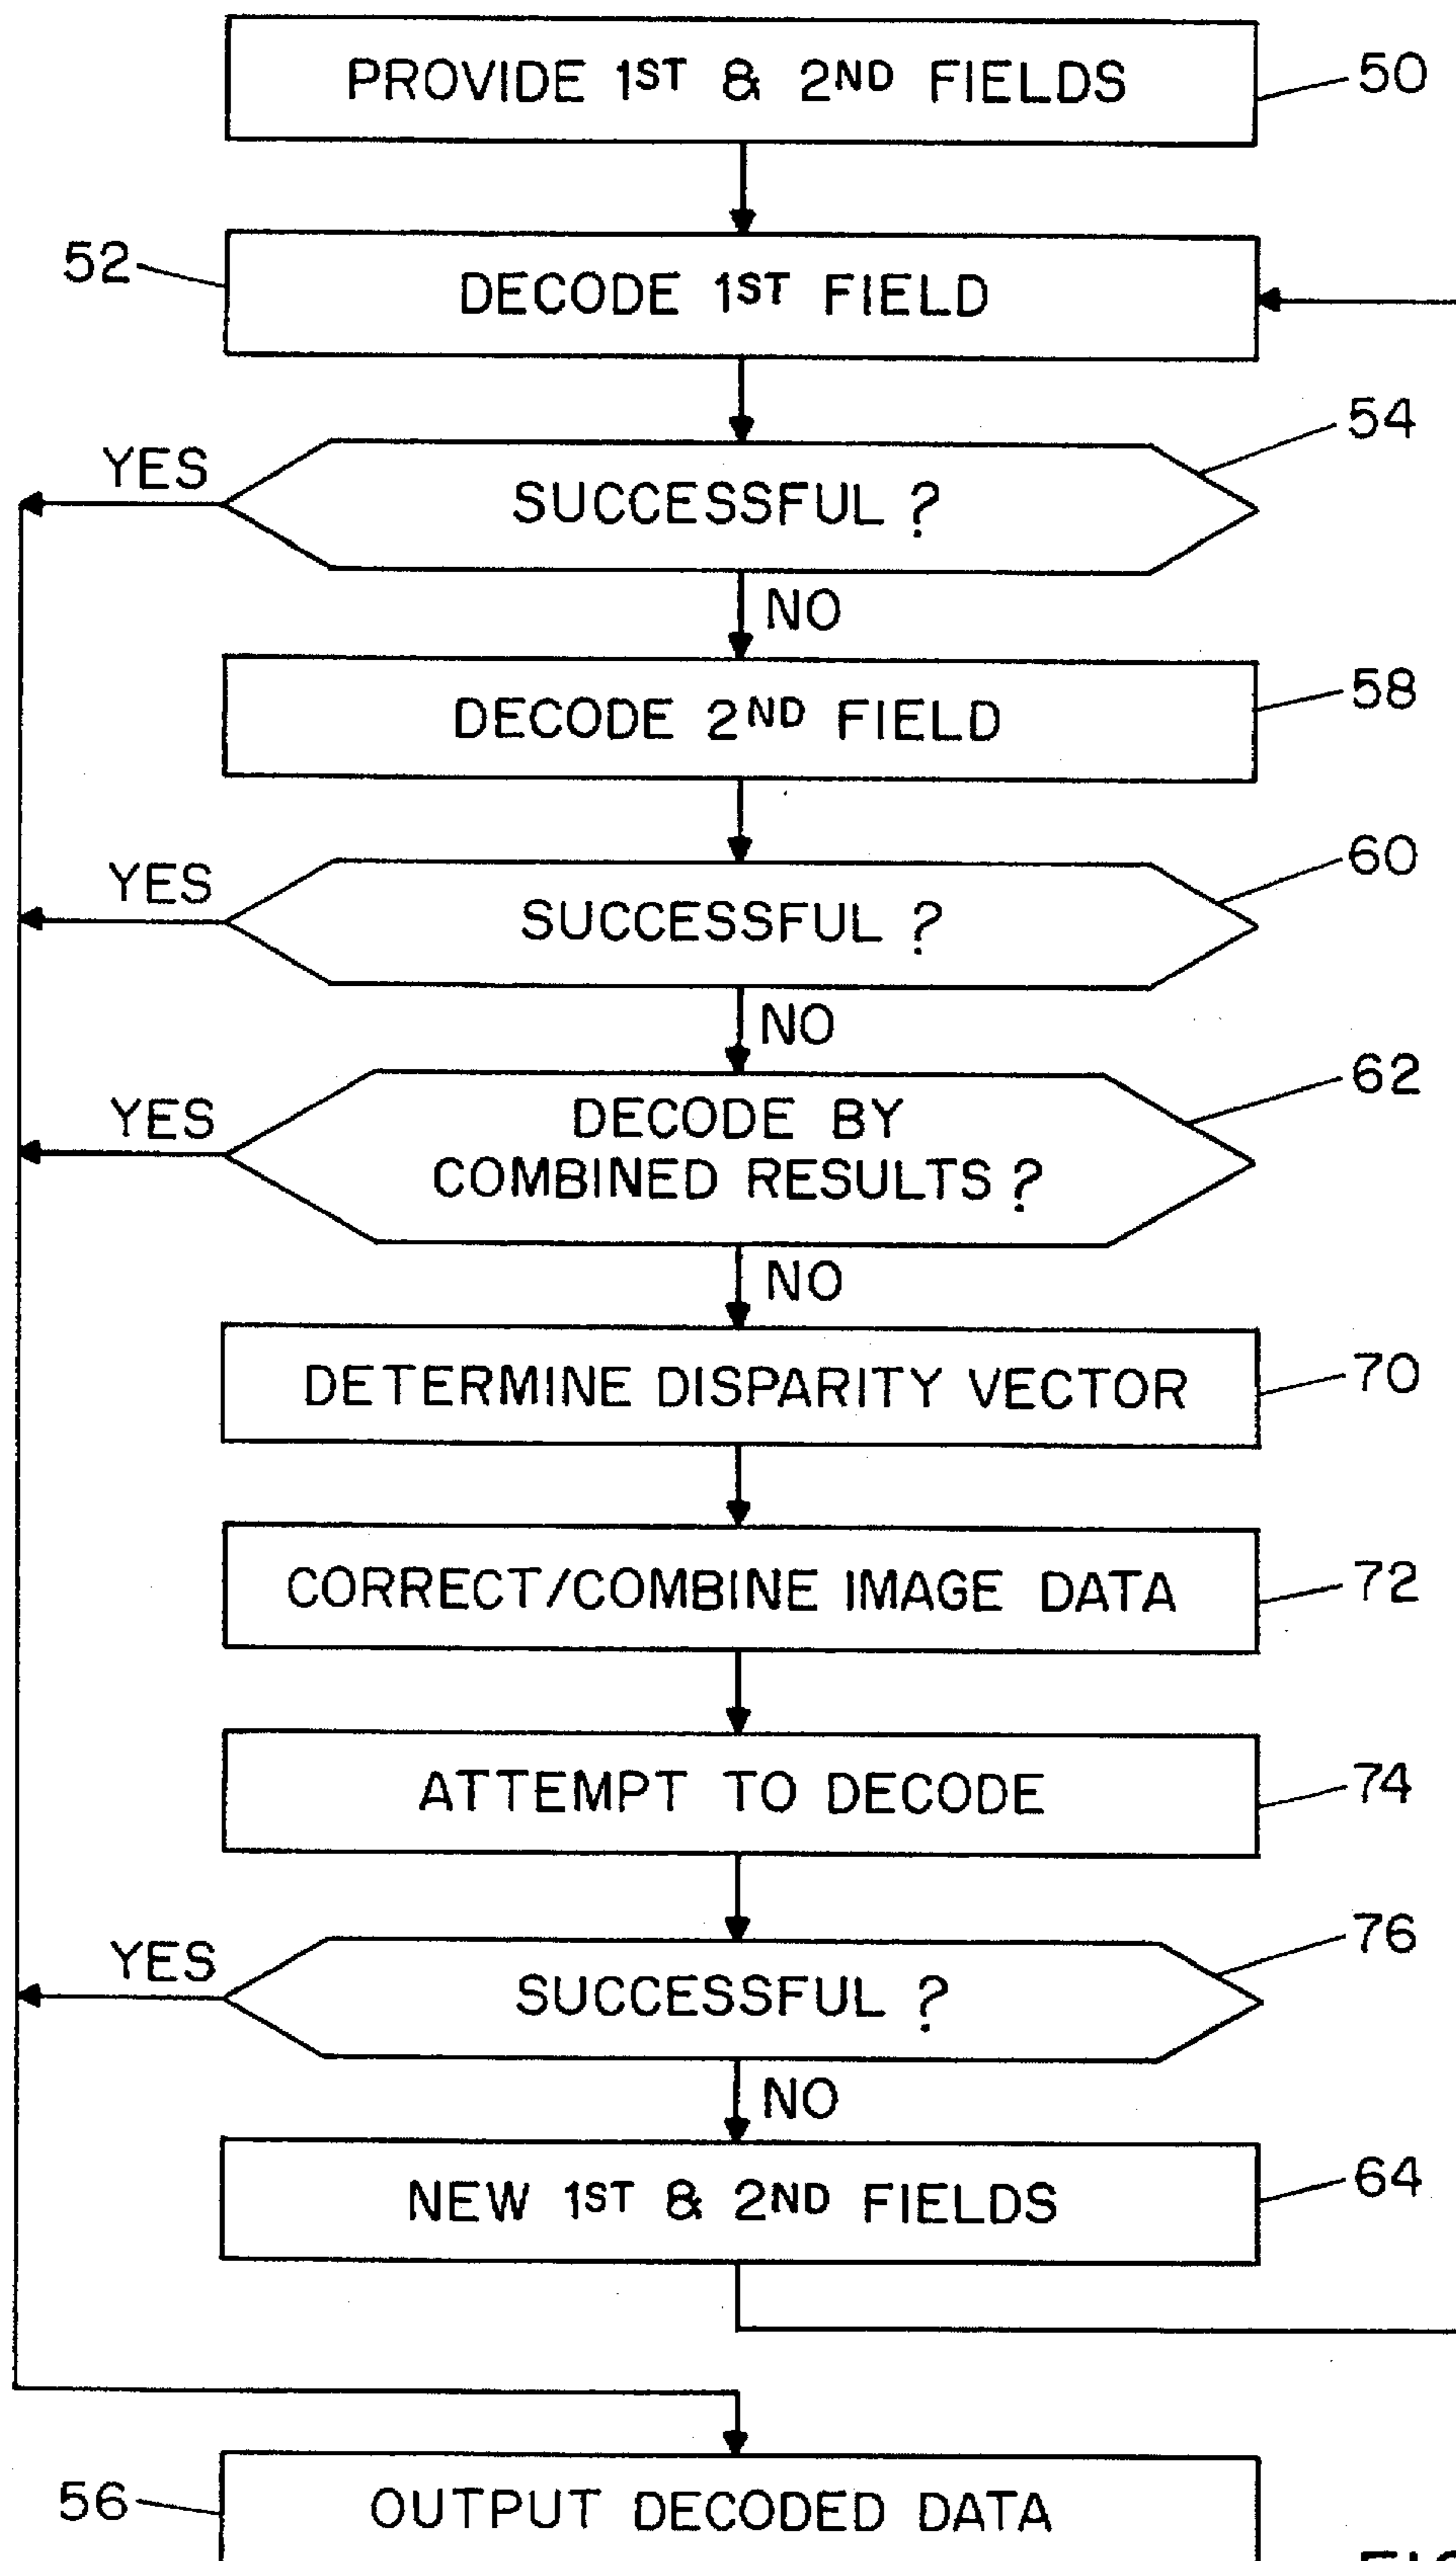 PROVIDE 1ST & 2ND FIELDS
50
52
DECODE 1ST FIELD
54
YES
SUCCESSFUL ?
NO
DECODE 2ND FIELD
58
60
YES
SUCCESSFUL ?
NO
62
YES
DECODE BY
COMBINED RESULTS ?
NO
DETERMINE DISPARITY VECTOR
70
CORRECT/COMBINE IMAGE DATA
72
ATTEMPT TO DECODE
74
76
YES
SUCCESSFUL ?
NO
NEW 1ST & 2ND FIELDS
64
56
OUTPUT DECODED DATA